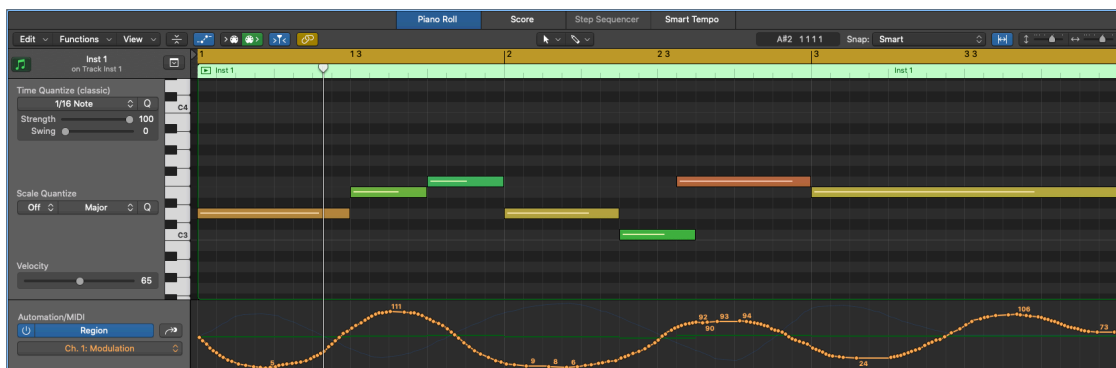 Piano Roll Score Step Sequencer Smart Tempo
Edit Functions View A#2 1 1 1 1 Snap: Smart
Inst 1
on Track Inst 1
1 1 3 2 2 3 3 3 3
Inst 1 Inst 1
Time Quantize (classic)
1/16 Note Q
Strength 100
Swing 0
C4
Scale Quantize
Off Major Q
C3
Velocity
65
Automation/MIDI
Region
Ch. 1: Modulation
5 111 9 8 6 92 90 93 94 24 106 73